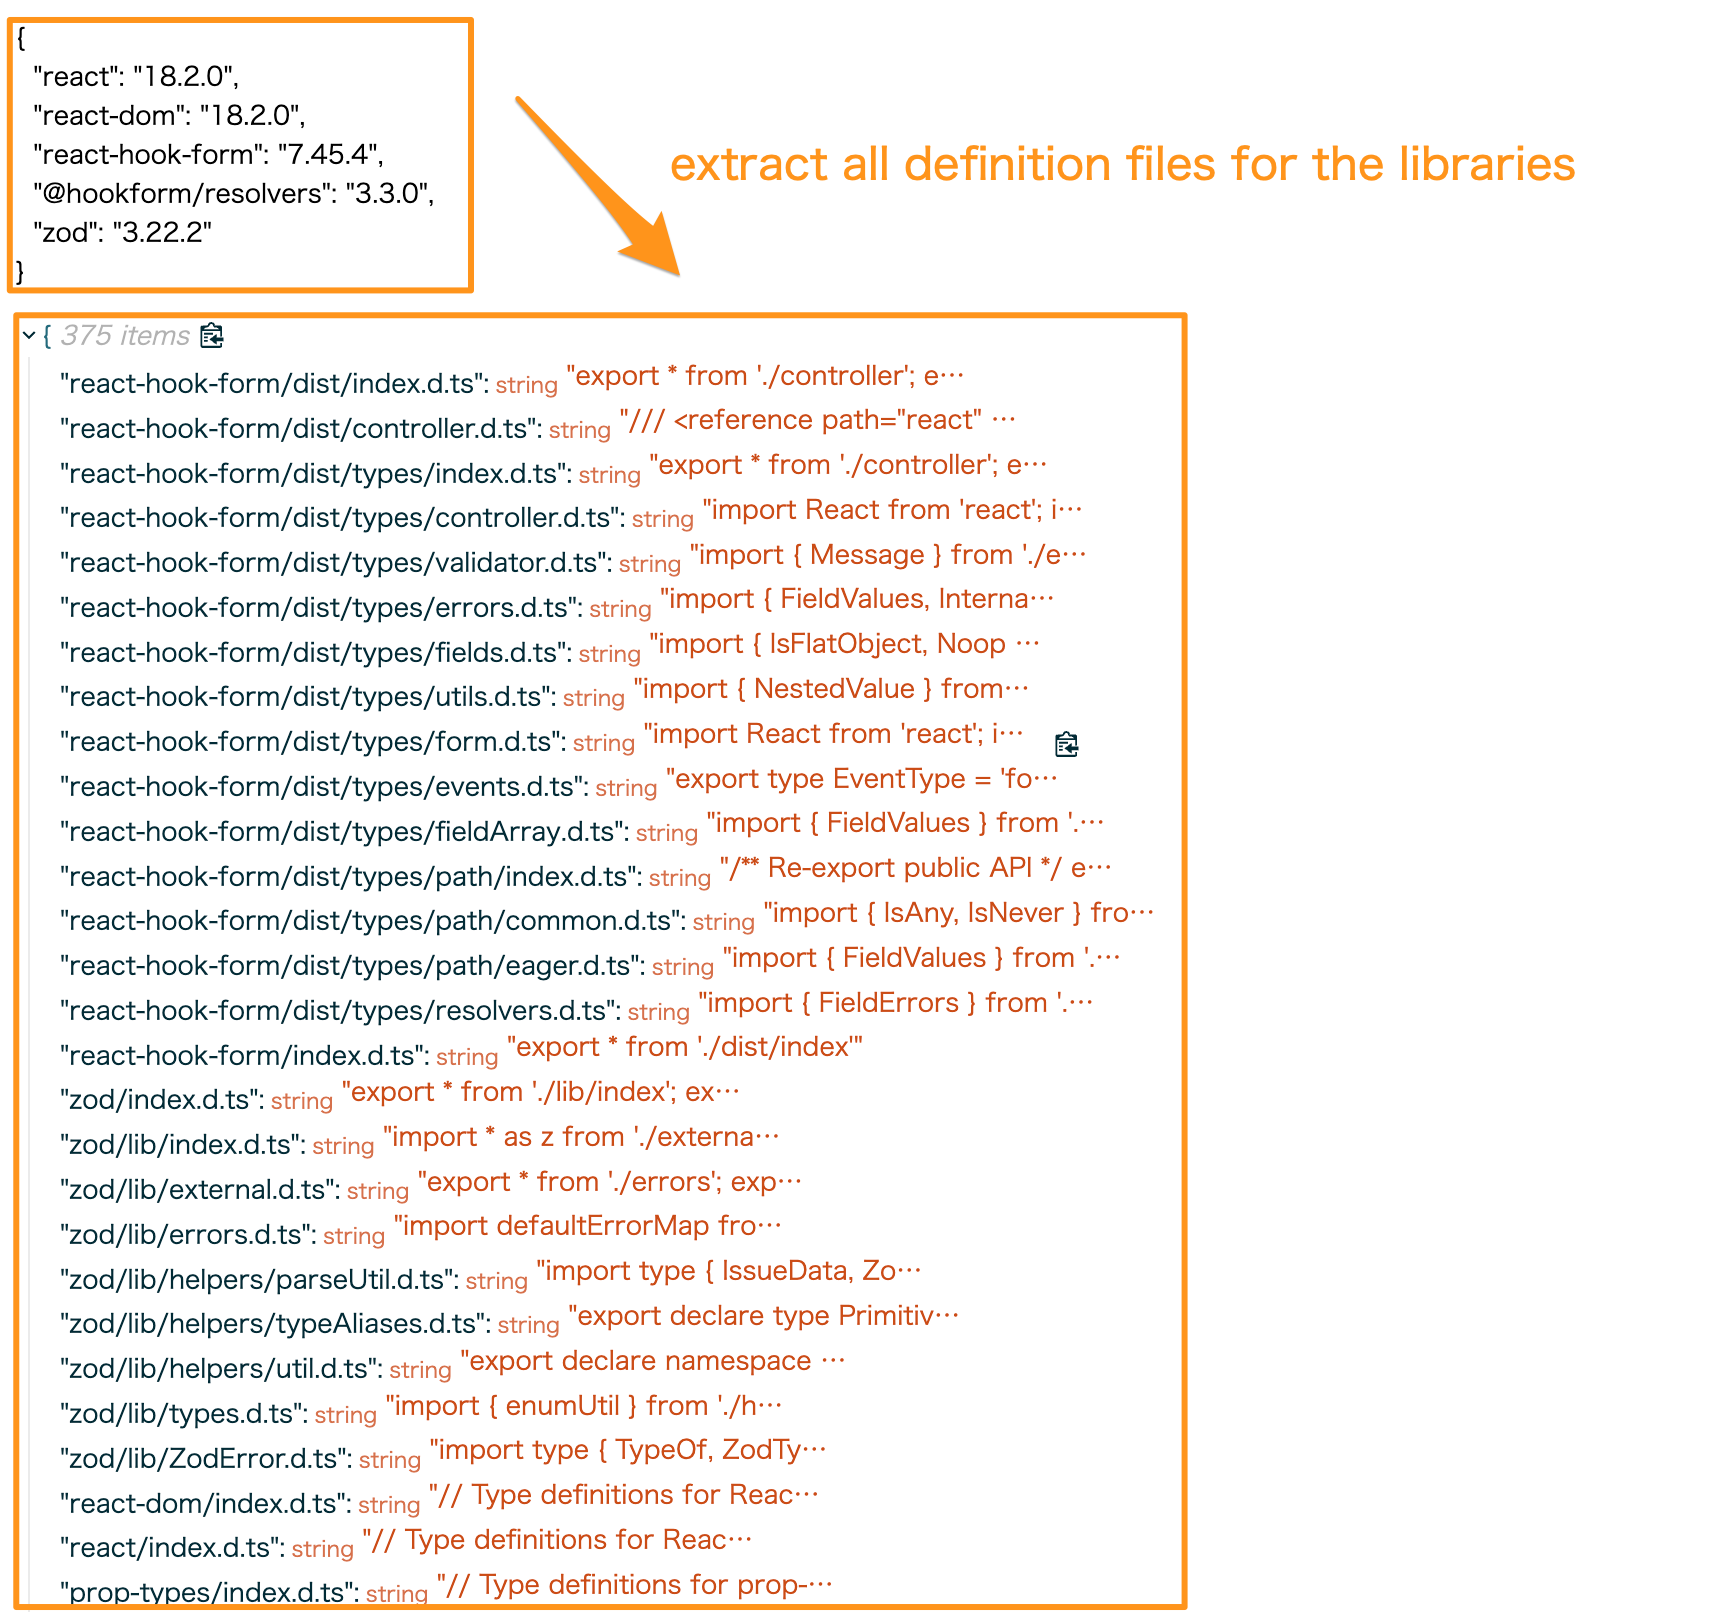 {
"react": "18.2.0",
"react-dom": "18.2.0",
"react-hook-form": "7.45.4",
"@hookform/resolvers": "3.3.0",
"zod": "3.22.2"
}
extract all definition files for the libraries
{ 375 items
"react-hook-form/dist/index.d.ts": string "export * from './controller'; e…
"react-hook-form/dist/controller.d.ts": string "/// <reference path="react" …
"react-hook-form/dist/types/index.d.ts": string "export * from './controller'; e…
"react-hook-form/dist/types/controller.d.ts": string "import React from 'react'; i…
"react-hook-form/dist/types/validator.d.ts": string "import { Message } from './e…
"react-hook-form/dist/types/errors.d.ts": string "import { FieldValues, Interna…
"react-hook-form/dist/types/fields.d.ts": string "import { IsFlatObject, Noop …
"react-hook-form/dist/types/utils.d.ts": string "import { NestedValue } from…
"react-hook-form/dist/types/form.d.ts": string "import React from 'react'; i…
"react-hook-form/dist/types/events.d.ts": string "export type EventType = 'fo…
"react-hook-form/dist/types/fieldArray.d.ts": string "import { FieldValues } from '.…
"react-hook-form/dist/types/path/index.d.ts": string "/** Re-export public API */ e…
"react-hook-form/dist/types/path/common.d.ts": string "import { IsAny, IsNever } fro…
"react-hook-form/dist/types/path/eager.d.ts": string "import { FieldValues } from '.…
"react-hook-form/dist/types/resolvers.d.ts": string "import { FieldErrors } from '.…
"react-hook-form/index.d.ts": string "export * from './dist/index'"
"zod/index.d.ts": string "export * from './lib/index'; ex…
"zod/lib/index.d.ts": string "import * as z from './externa…
"zod/lib/external.d.ts": string "export * from './errors'; exp…
"zod/lib/errors.d.ts": string "import defaultErrorMap fro…
"zod/lib/helpers/parseUtil.d.ts": string "import type { IssueData, Zo…
"zod/lib/helpers/typeAliases.d.ts": string "export declare type Primitiv…
"zod/lib/helpers/util.d.ts": string "export declare namespace …
"zod/lib/types.d.ts": string "import { enumUtil } from './h…
"zod/lib/ZodError.d.ts": string "import type { TypeOf, ZodTy…
"react-dom/index.d.ts": string "// Type definitions for Reac…
"react/index.d.ts": string "// Type definitions for Reac…
"prop-types/index.d.ts": string "// Type definitions for prop-…